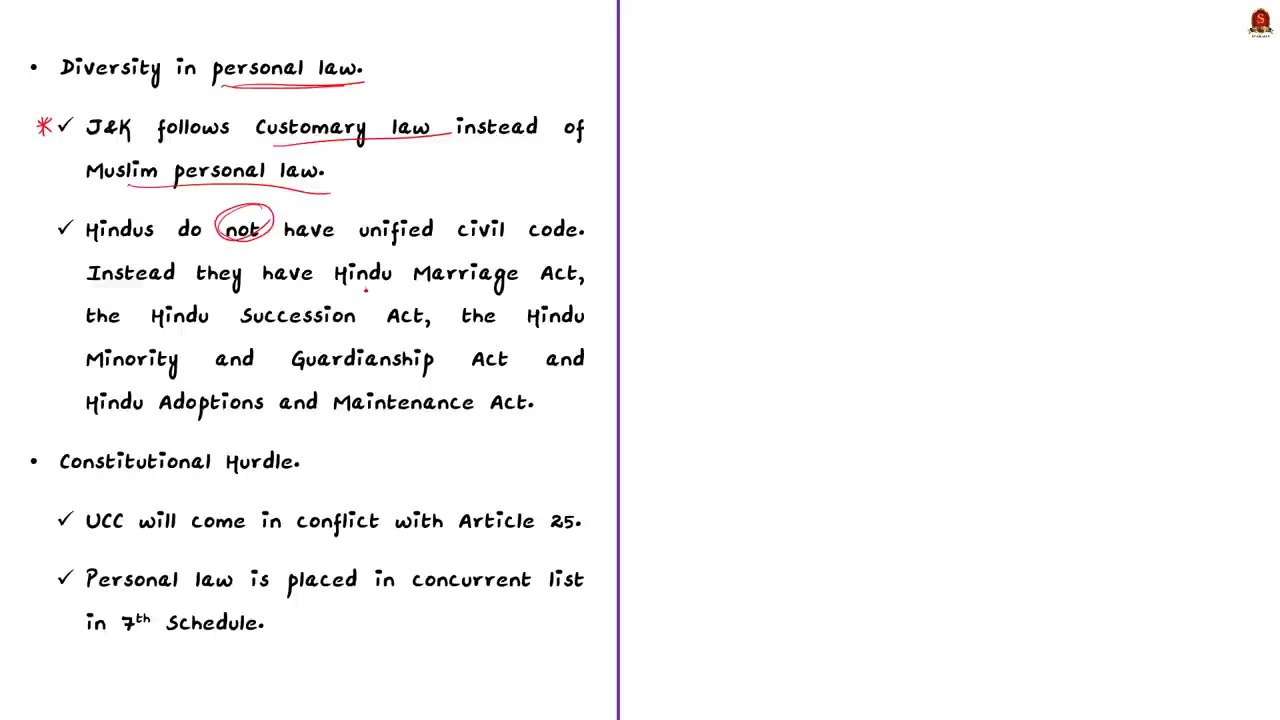 • Diversity in personal law.
✓ J&K follows Customary law instead of
Muslim personal law.
✓ Hindus do not have unified civil code.
Instead they have Hindu Marriage Act,
the Hindu Succession Act, the Hindu
Minority and Guardianship Act and
Hindu Adoptions and Maintenance Act.
• Constitutional Hurdle.
✓ UCC will come in conflict with Article 25.
✓ Personal law is placed in concurrent list
in 7th Schedule.